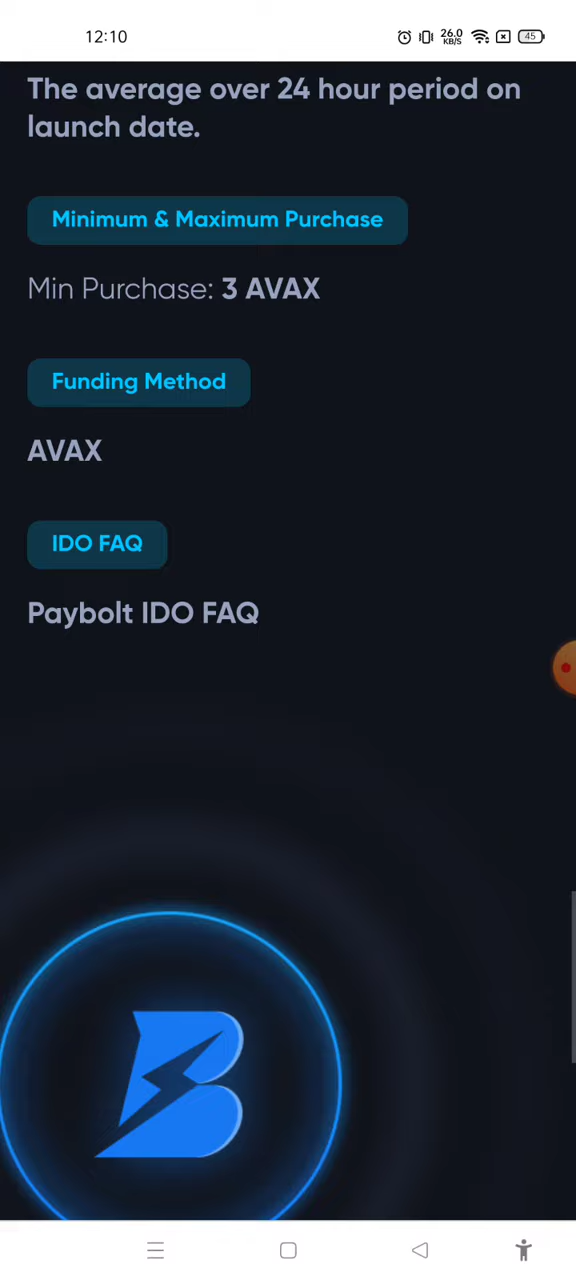 12:10
26.0
KB/S
45
The average over 24 hour period on
launch date.
Minimum & Maximum Purchase
Min Purchase: 3 AVAX
Funding Method
AVAX
IDO FAQ
Paybolt IDO FAQ